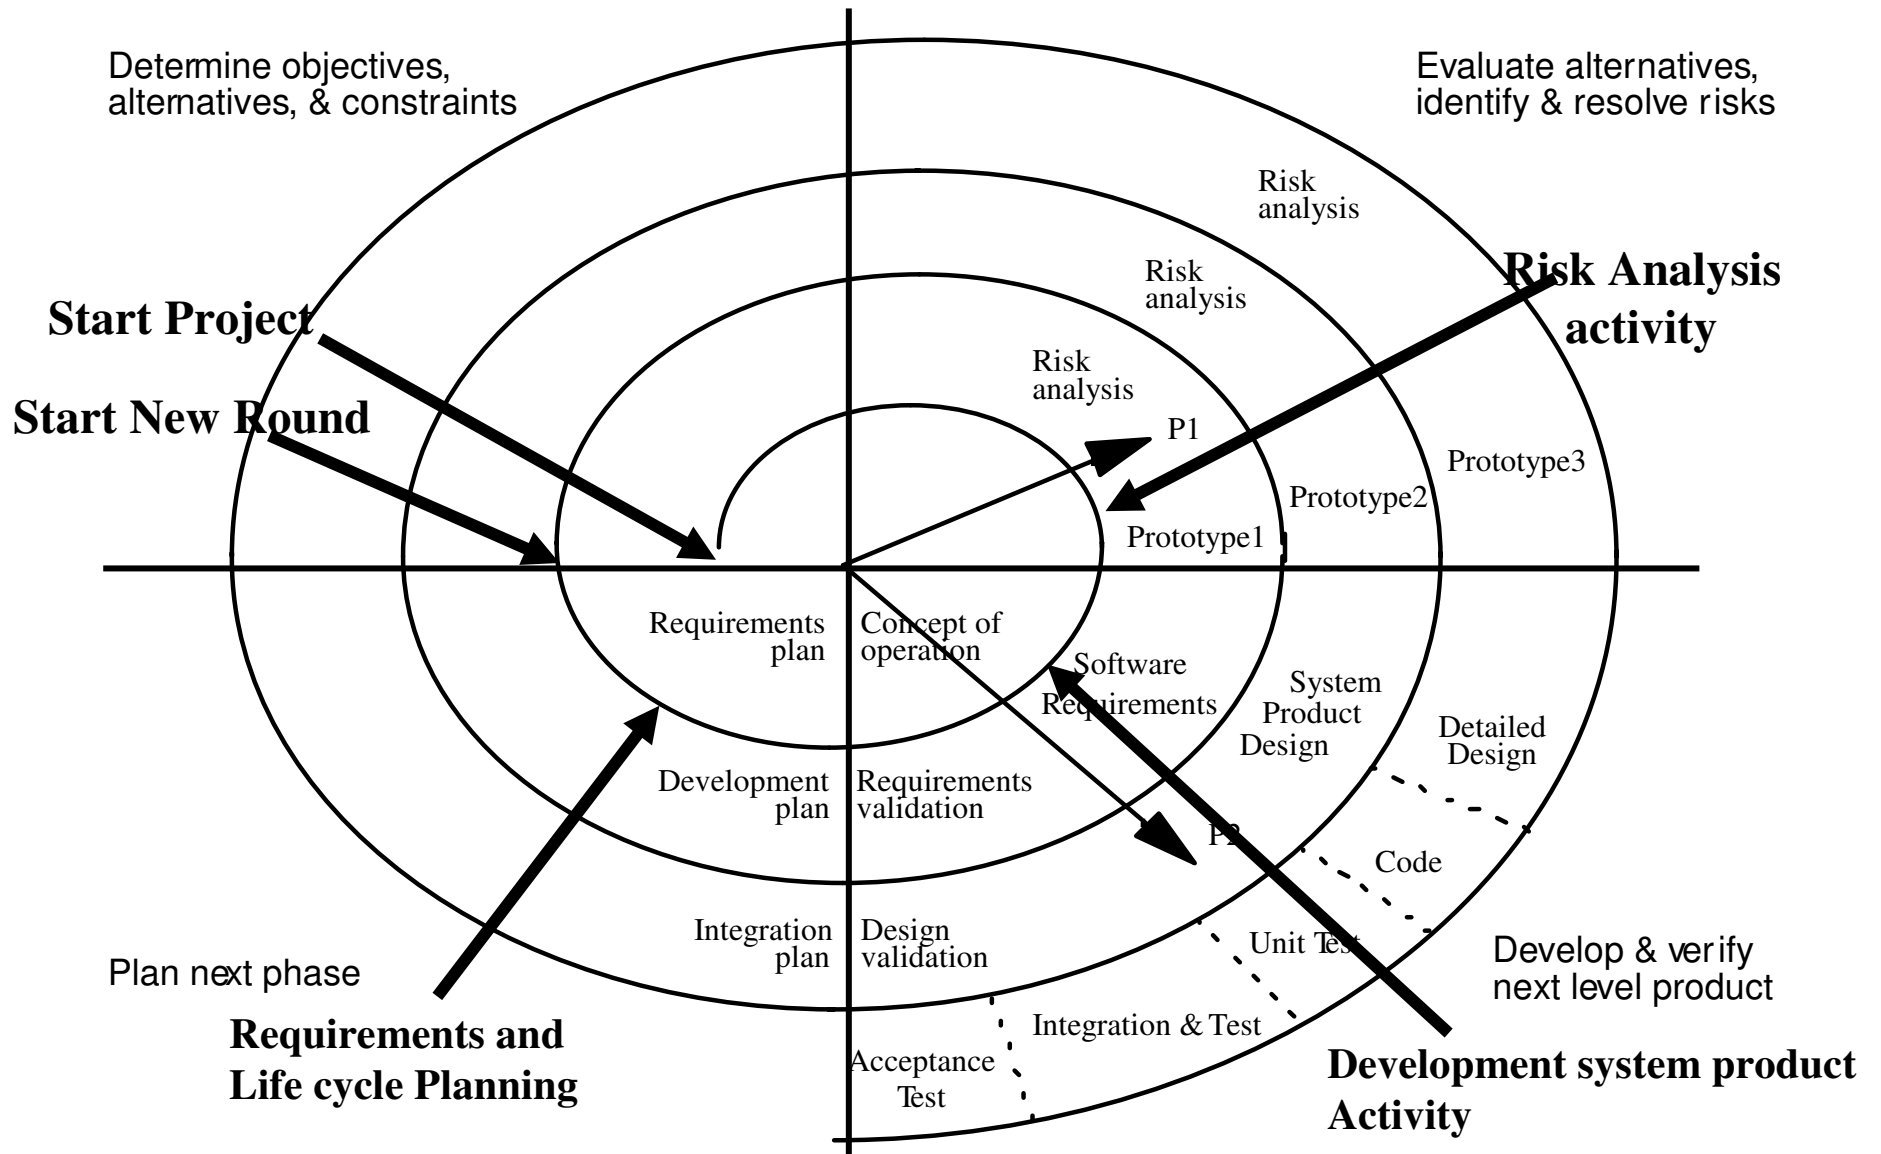 Determine objectives,
alternatives, & constraints
Evaluate alternatives,
identify & resolve risks
Risk
analysis
Risk
analysis
Risk
analysis
Risk Analysis
activity
Start Project
Start New Round
P1
Prototype1
Prototype2
Prototype3
Requirements
plan
Concept of
operation
Software
Requirements
System
Product
Design
Detailed
Design
Development
plan
Requirements
validation
P2
Code
Integration
plan
Design
validation
Unit Test
Integration & Test
Acceptance
Test
Plan next phase
Requirements and
Life cycle Planning
Develop & verify
next level product
Development system product
Activity